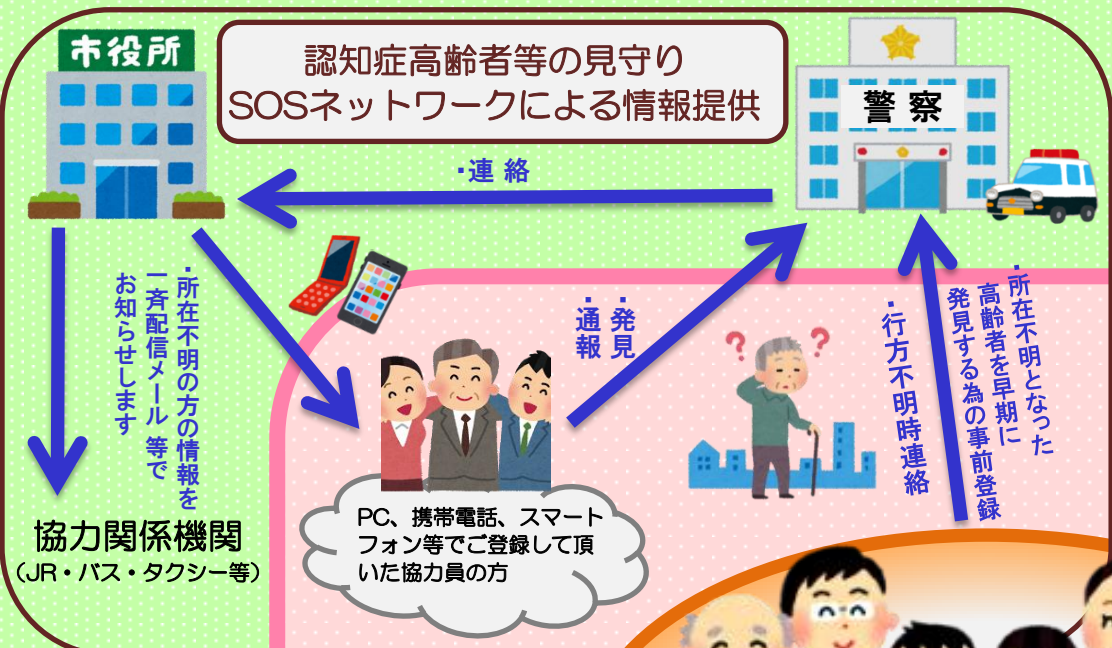 市役所
認知症高齢者等の見守り
SOSネットワークによる情報提供
警察
・連絡
・所在不明の方の情報を
一斉配信メール等で
お知らせします
・発見
・通報
?
?
・行方不明時連絡
・所在不明となった
高齢者を早期に
発見する為の事前登録
協力関係機関
（JR・バス・タクシー等）
PC、携帯電話、スマート
フォン等でご登録して頂
いた協力員の方